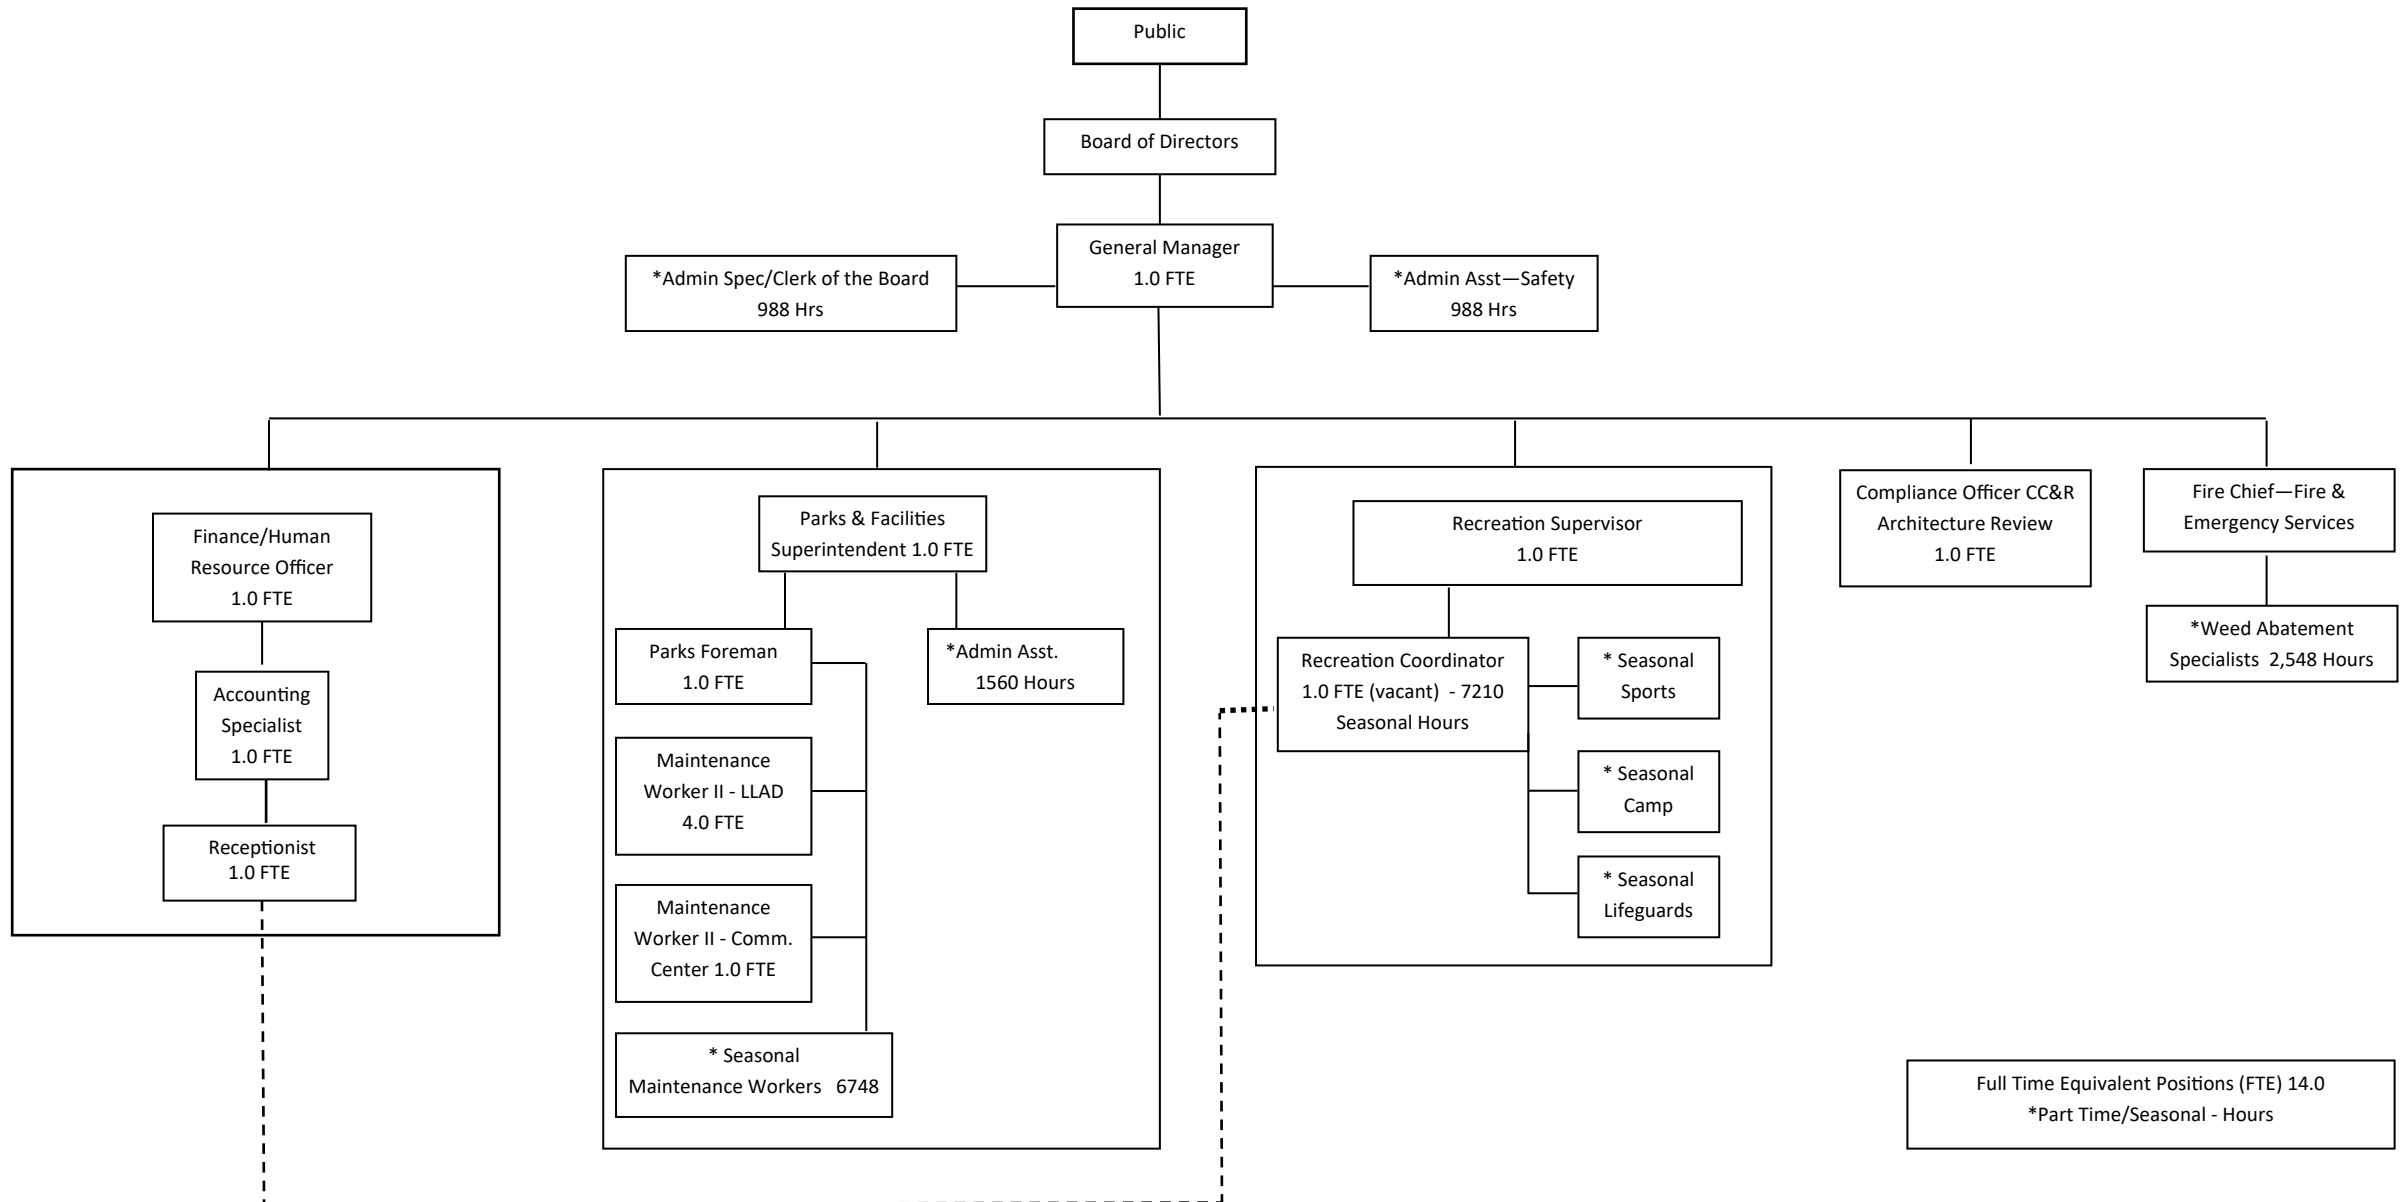 Public
Board of Directors
General Manager
1.0 FTE
*Admin Spec/Clerk of the Board
988 Hrs
*Admin Asst—Safety
988 Hrs
Finance/Human
Resource Officer
1.0 FTE
Accounting
Specialist
1.0 FTE
Receptionist
1.0 FTE
Parks & Facilities
Superintendent 1.0 FTE
Parks Foreman
1.0 FTE
*Admin Asst.
1560 Hours
Maintenance
Worker II - LLAD
4.0 FTE
Maintenance
Worker II - Comm.
Center 1.0 FTE
* Seasonal
Maintenance Workers 6748
Recreation Supervisor
1.0 FTE
Recreation Coordinator
1.0 FTE (vacant) - 7210
Seasonal Hours
* Seasonal
Sports
* Seasonal
Camp
* Seasonal
Lifeguards
Compliance Officer CC&R
Architecture Review
1.0 FTE
Fire Chief—Fire &
Emergency Services
*Weed Abatement
Specialists 2,548 Hours
Full Time Equivalent Positions (FTE) 14.0
*Part Time/Seasonal - Hours